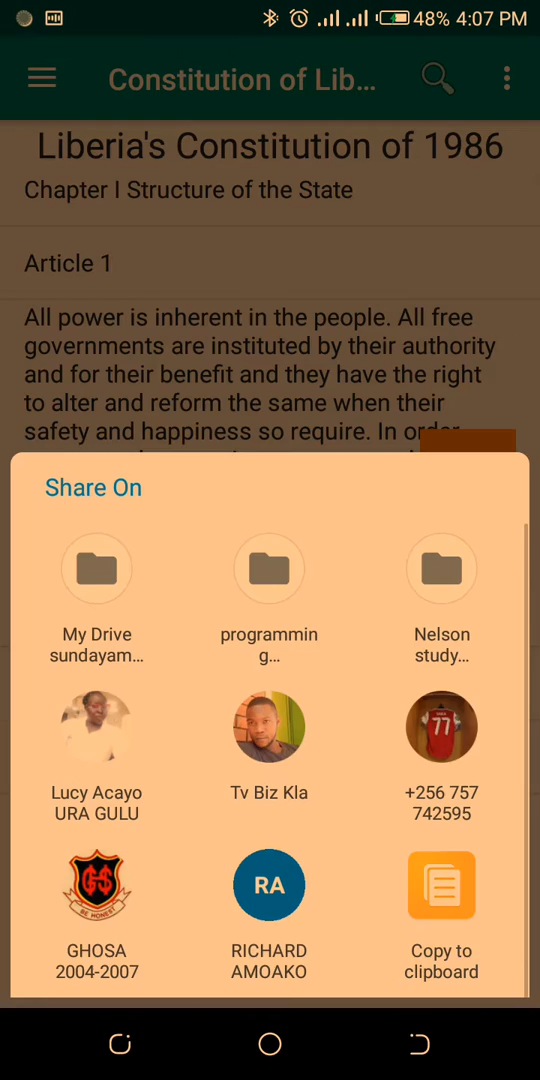 48% 4:07 PM
Constitution of Lib...
Liberia's Constitution of 1986
Chapter I Structure of the State
Article 1
All power is inherent in the people. All free
governments are instituted by their authority
and for their benefit and they have the right
to alter and reform the same when their
safety and happiness so require. In order
Share On
My Drive
sundayam...
programmin
g...
Nelson
study...
Lucy Acayo
URA GULU
Tv Biz Kla
77
+256 757
742595
GS
BE HONEST
GHOSA
2004-2007
RA
RICHARD
AMOAKO
Copy to
clipboard